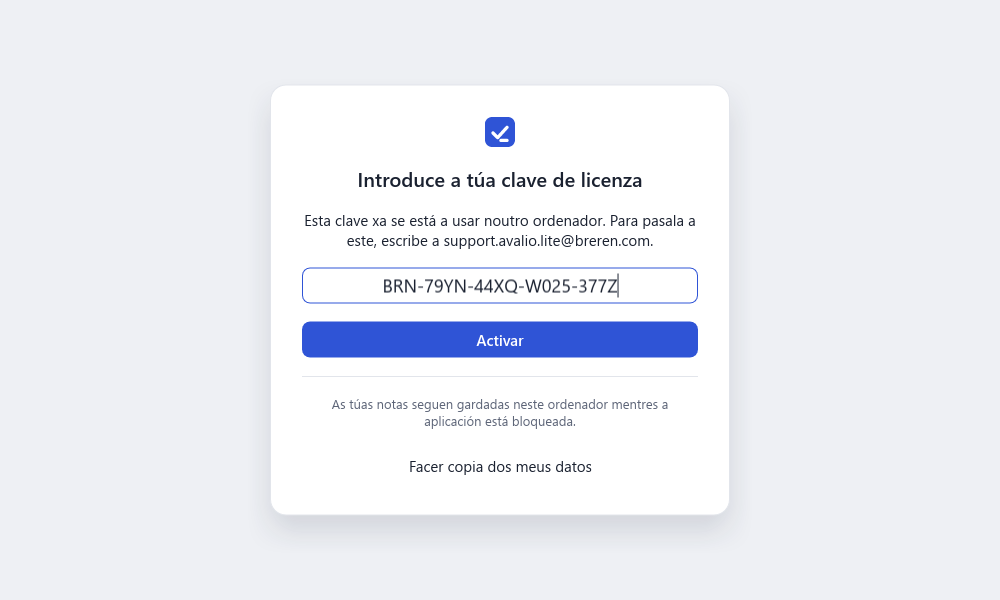 Introduce a túa clave de licenza
Esta clave xa se está a usar noutro ordenador. Para pasala a
este, escribe a support.avalio.lite@breren.com.
BRN-79YN-44XQ-W025-377Z
Activar
As túas notas seguen gardadas neste ordenador mentres a
aplicación está bloqueada.
Facer copia dos meus datos